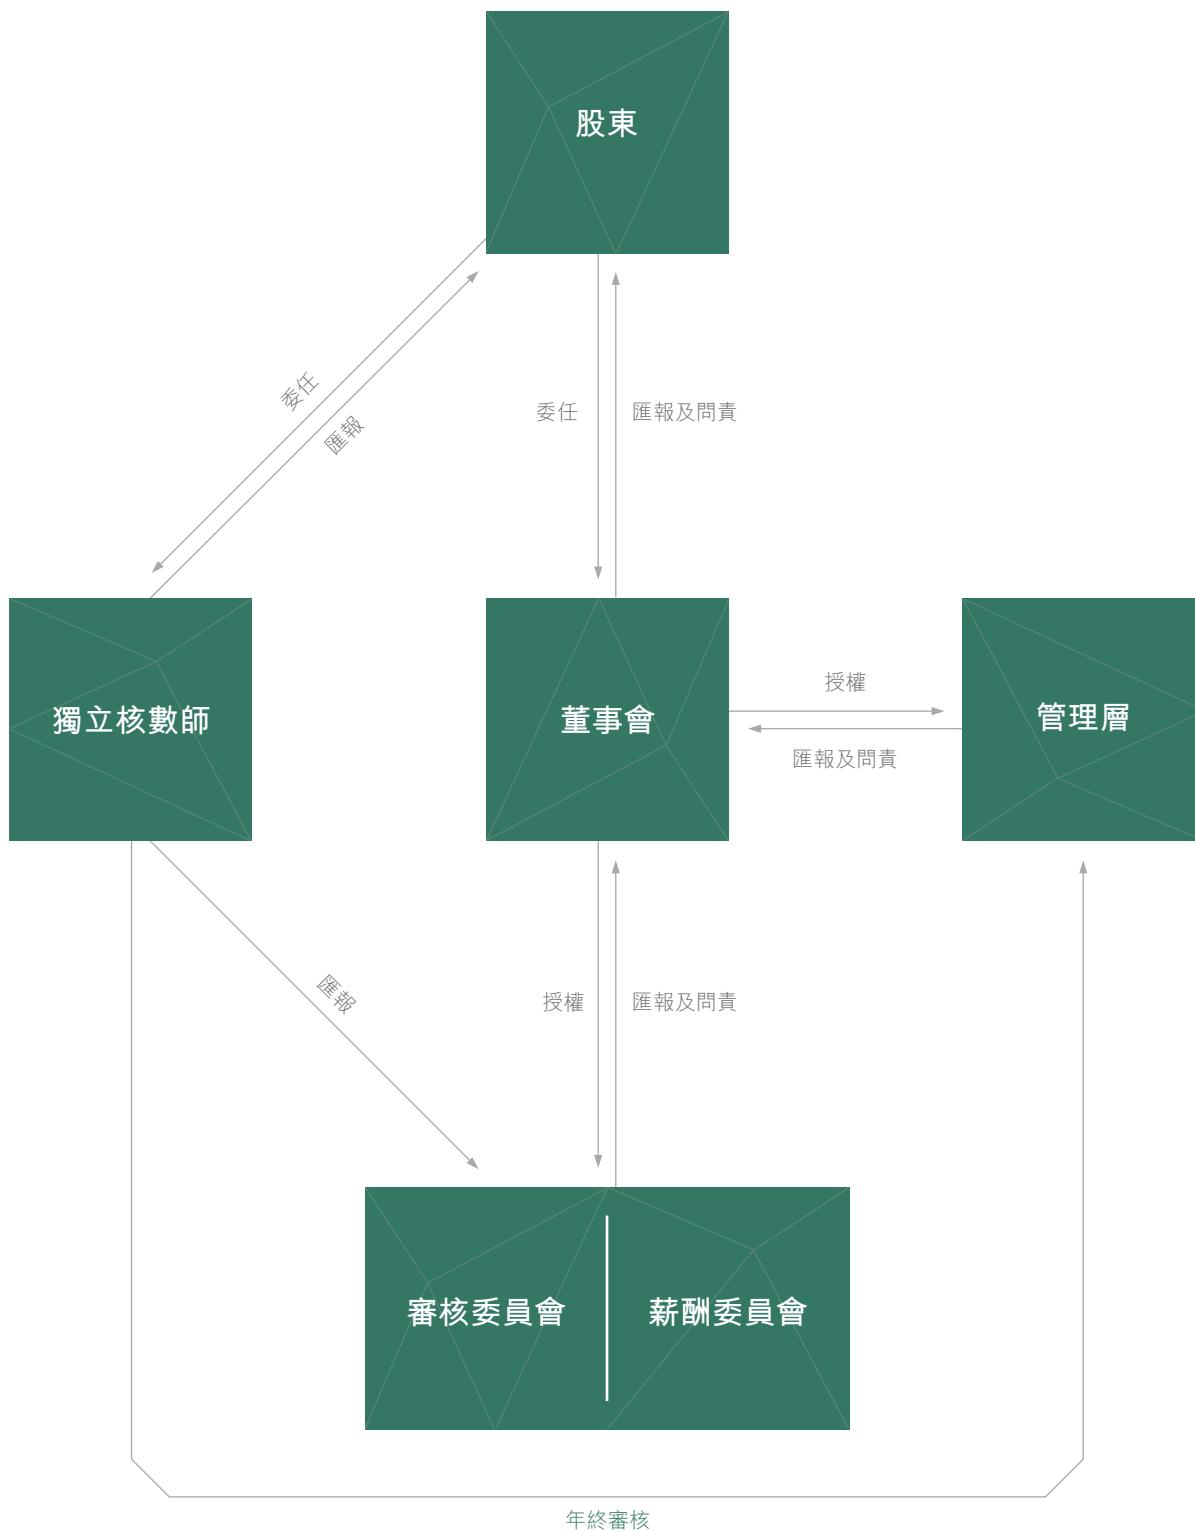 股東
委任
匯報
委任
匯報及問責
獨立核數師
董事會
授權
匯報及問責
管理層
匯報
授權
匯報及問責
審核委員會
薪酬委員會
年終審核